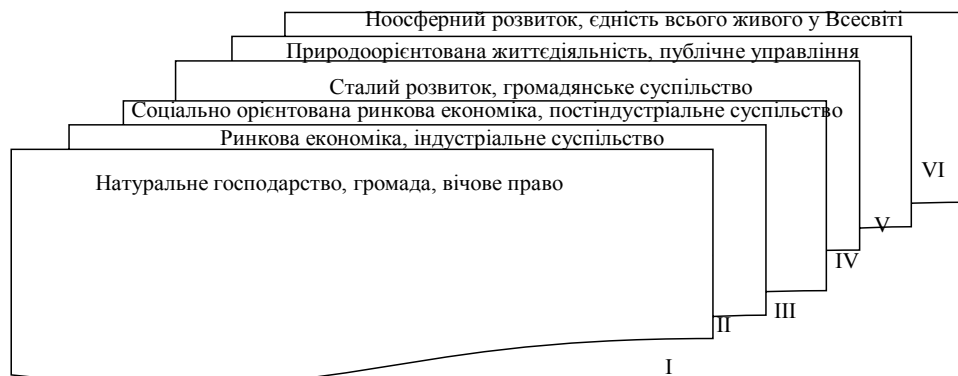 Ноосферний розвиток, єдність всього живого у Всесвіті
Природоорієнтована життєдіяльність, публічне управління
Сталий розвиток, громадянське суспільство
Соціально орієнтована ринкова економіка, постіндустріальне суспільство
Ринкова економіка, індустріальне суспільство
Натуральне господарство, громада, вічове право
VI
V
IV
III
II
I